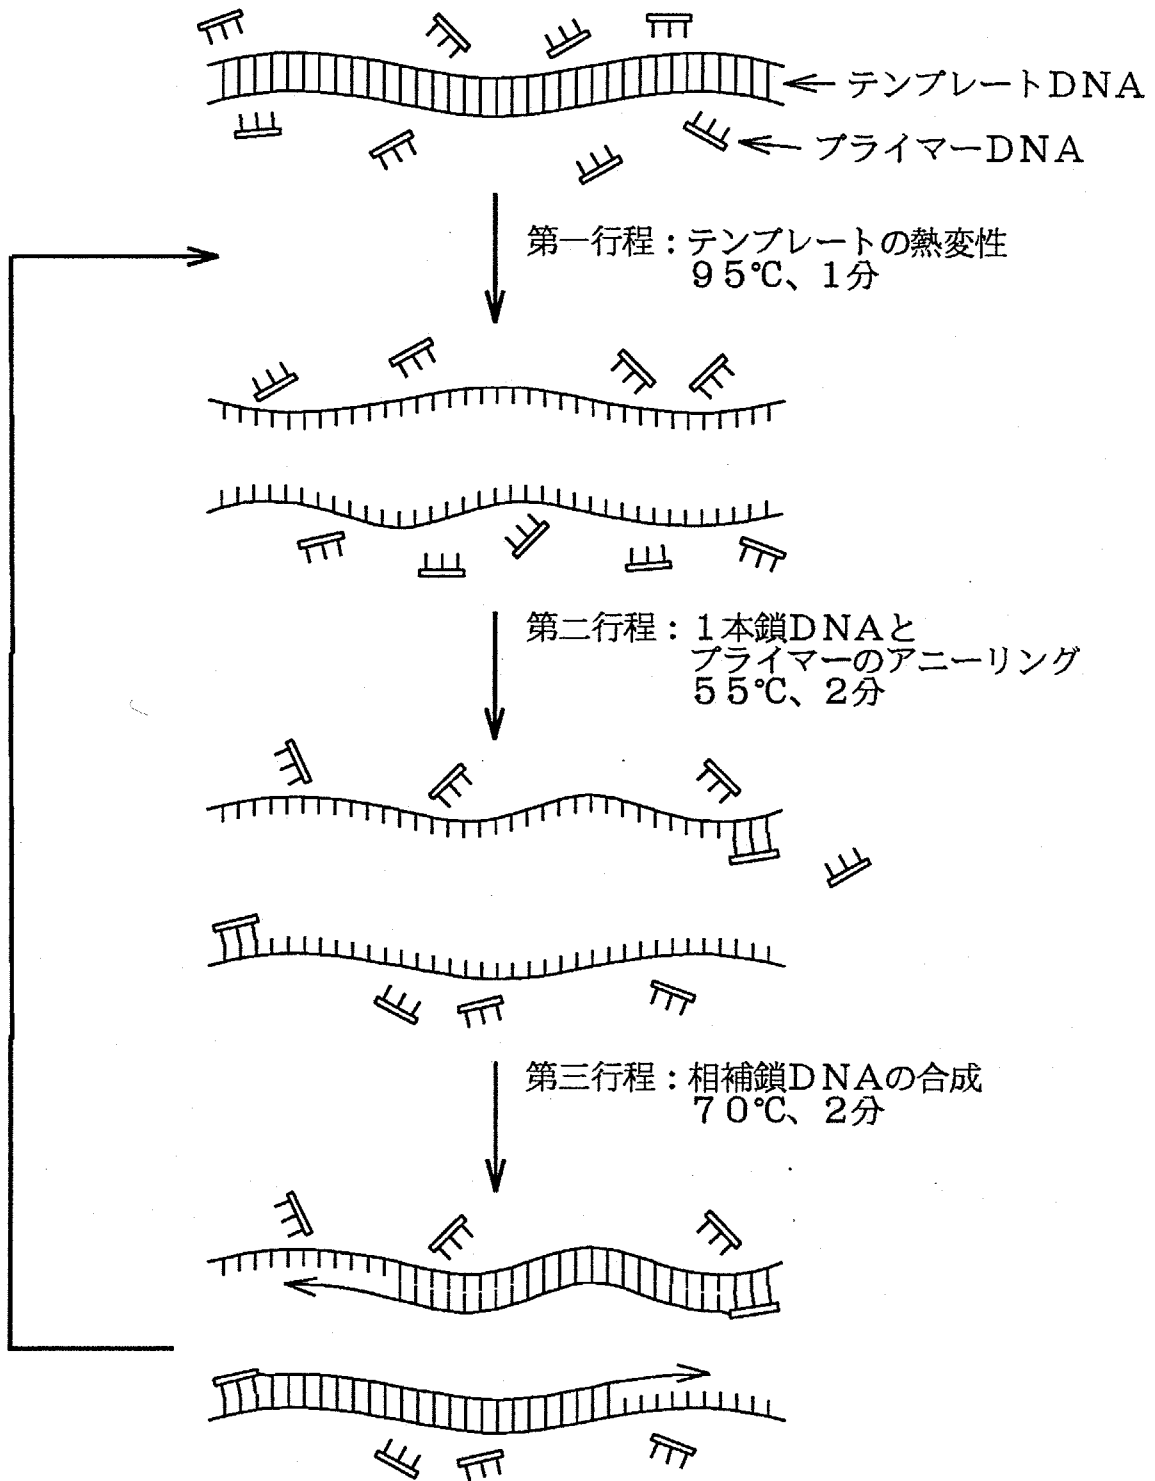 テンプレートDNA
プライマーDNA
第一行程：テンプレートの熱変性
95℃、1分
第二行程：1本鎖DNAと
プライマーのアニーリング
55℃、2分
第三行程：相補鎖DNAの合成
70℃、2分